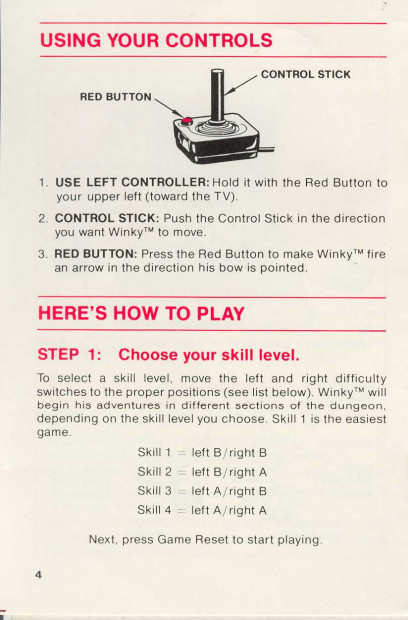 USING YOUR CONTROLS
CONTROL STICK
RED BUTTON
1. USE LEFT CONTROLLER: Hold it with the Red Button to
your upper left (toward the TV).
2. CONTROL STICK: Push the Control Stick in the direction
you want Winky™ to move.
3. RED BUTTON: Press the Red Button to make Winky™ fire
an arrow in the direction his bow is pointed.
HERE'S HOW TO PLAY
STEP 1: Choose your skill level.
To select a skill level, move the left and right difficulty
switches to the proper positions (see list below). Winky™ will
begin his adventures in different sections of the dungeon,
depending on the skill level you choose. Skill 1 is the easiest
game.
Skill 1 = left B/right B
Skill 2 = left B/right A
Skill 3 = left A/right B
Skill 4 = left A/right A
Next, press Game Reset to start playing.
4